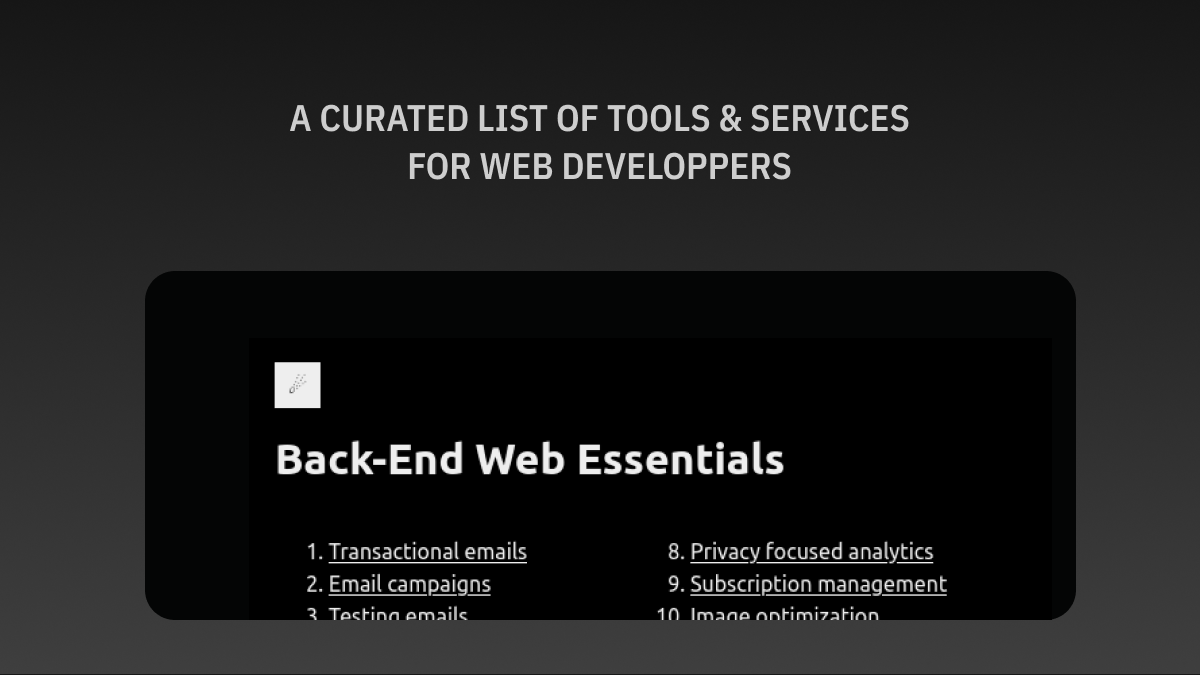 A CURATED LIST OF TOOLS & SERVICES
FOR WEB DEVELOPPERS
Back-End Web Essentials
1. Transactional emails
2. Email campaigns
3. Testing emails
8. Privacy focused analytics
9. Subscription management
10. Image optimization